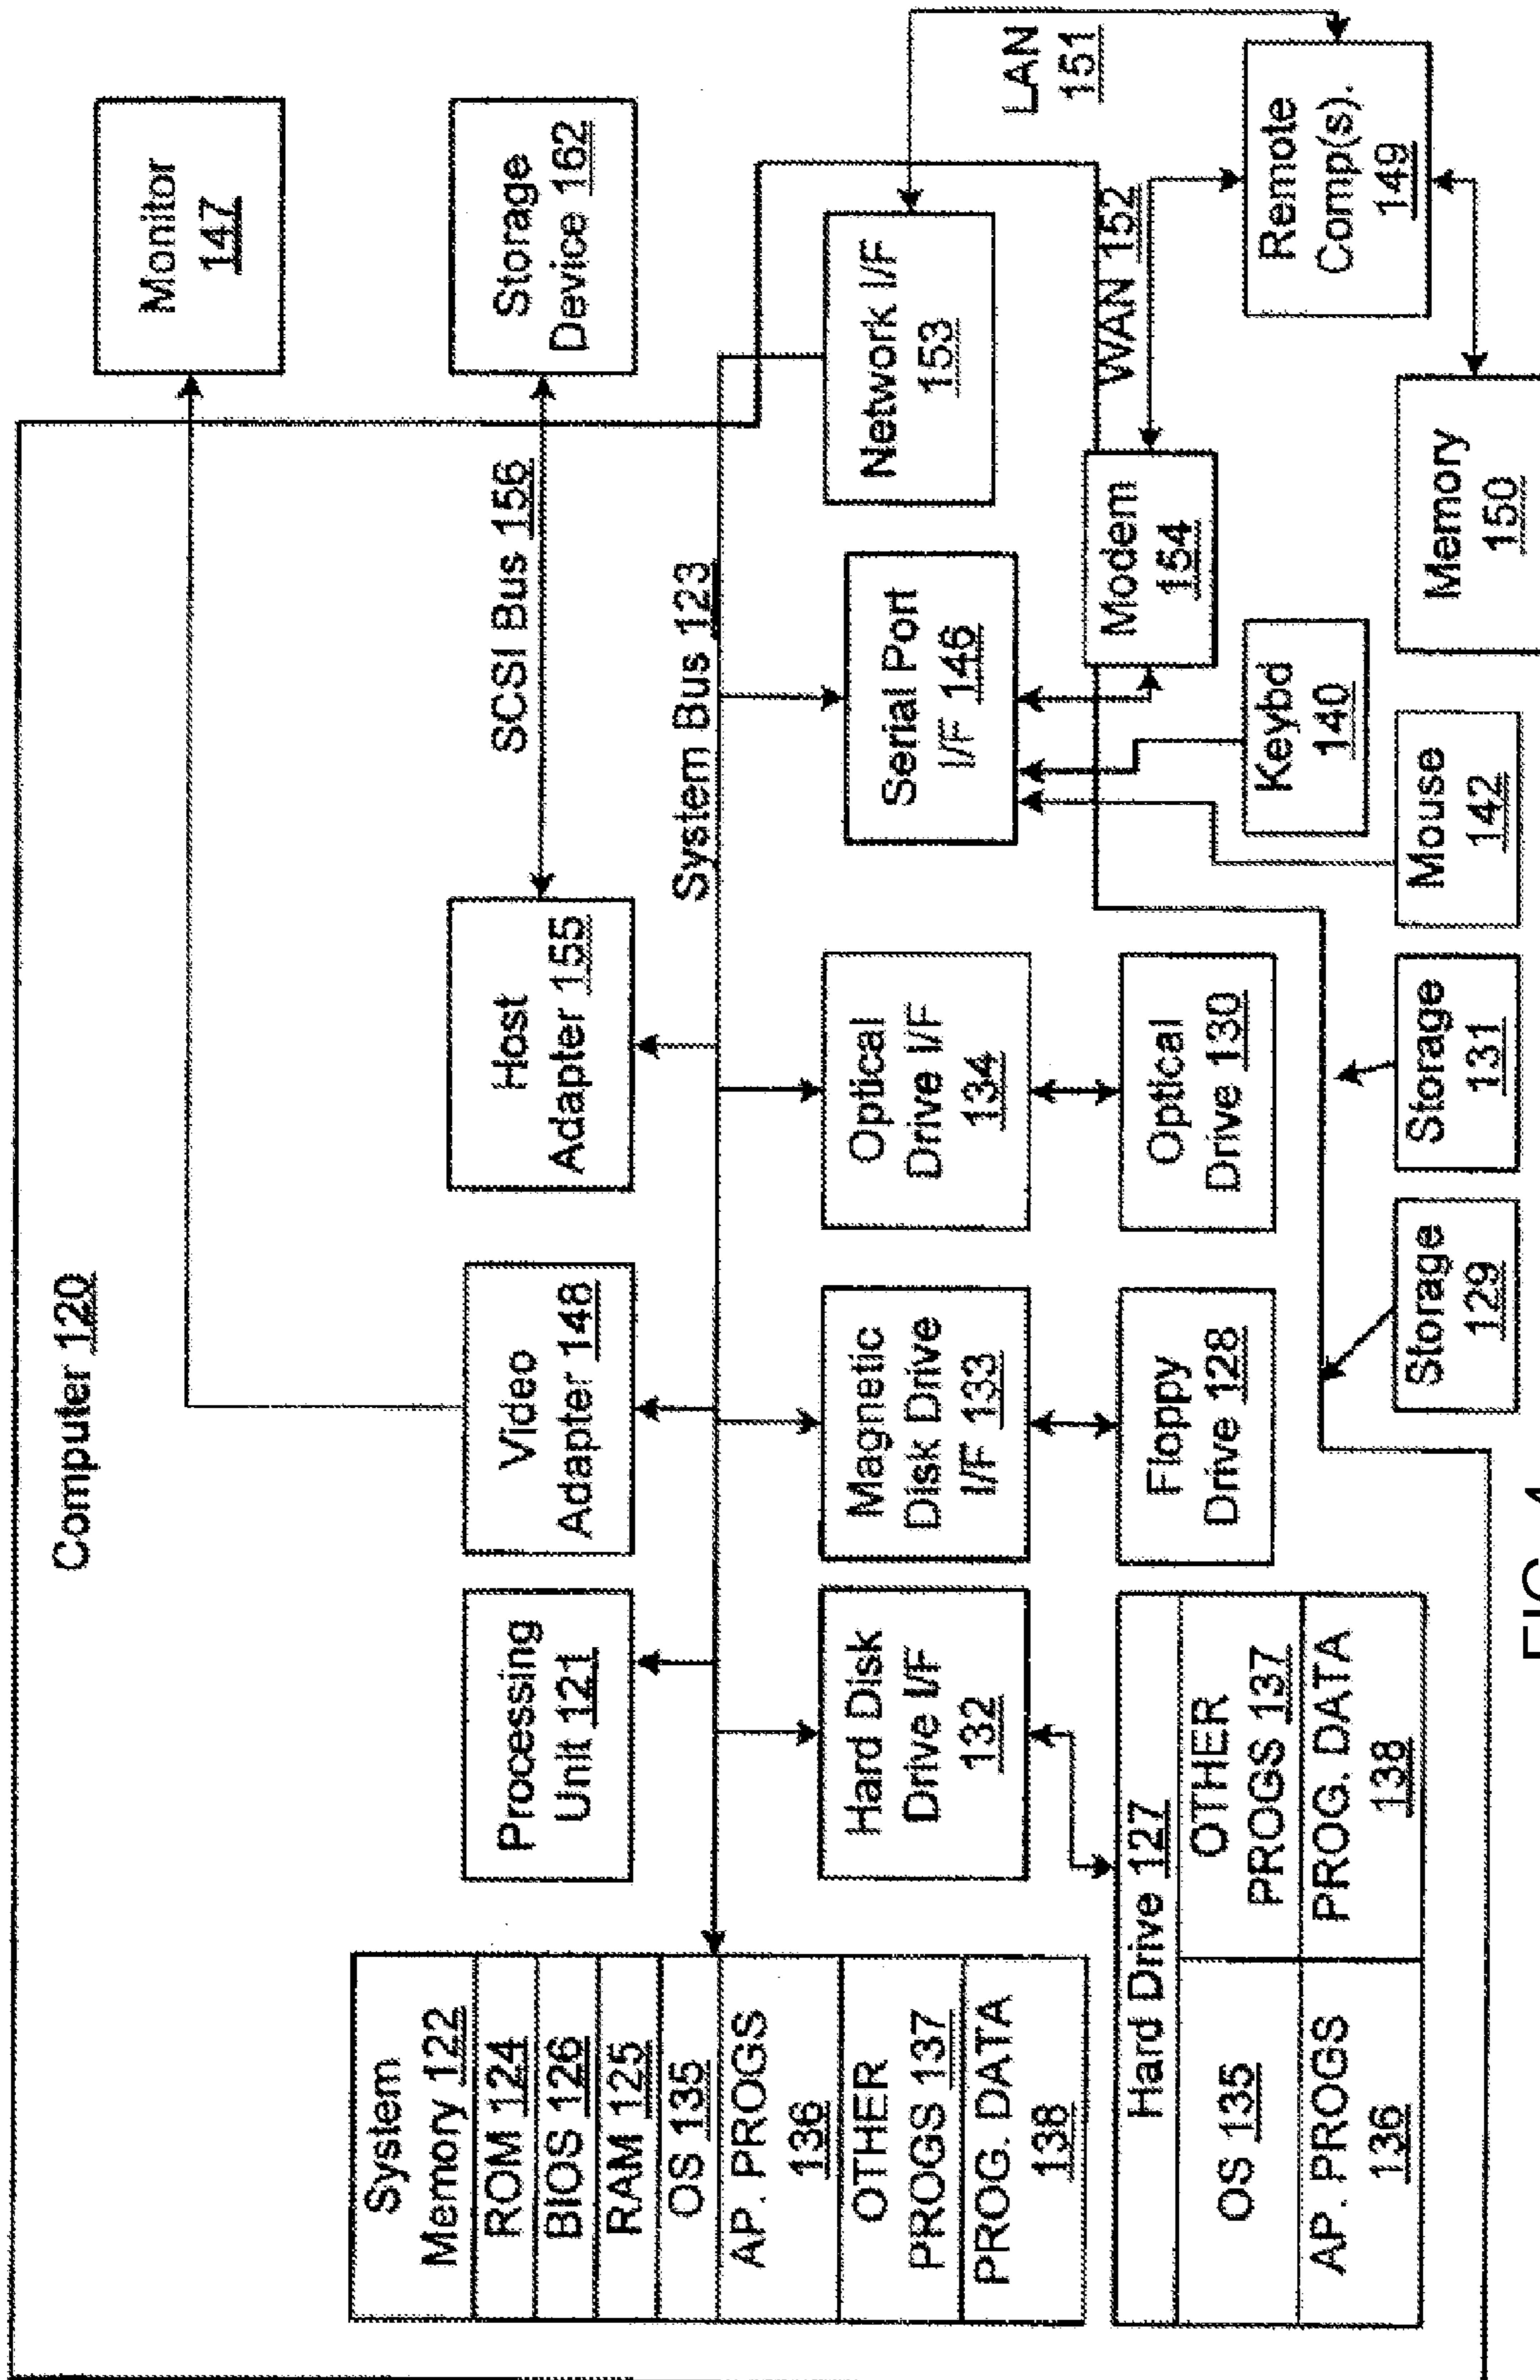 Computer 120
Monitor
147
Storage
Device 162
SCSI Bus 156
System Bus 123
System
Memory 122
ROM 124
BIOS 126
RAM 125
OS 135
AP. PROGS
136
OTHER
PROGS 137
PROG. DATA
138
Processing
Unit 121
Video
Adapter 148
Host
Adapter 155
Hard Disk
Drive I/F
132
Magnetic
Disk Drive
I/F 133
Optical
Drive I/F
134
Serial Port
I/F 146
Network I/F
153
LAN
151
Hard Drive 127
OS 135
OTHER
PROGS 137
AP. PROGS
136
PROG. DATA
138
Floppy
Drive 128
Optical
Drive 130
Modem
154
WAN 152
Remote
Comp(s).
149
Keybd
140
Storage
129
Storage
131
Mouse
142
Memory
150